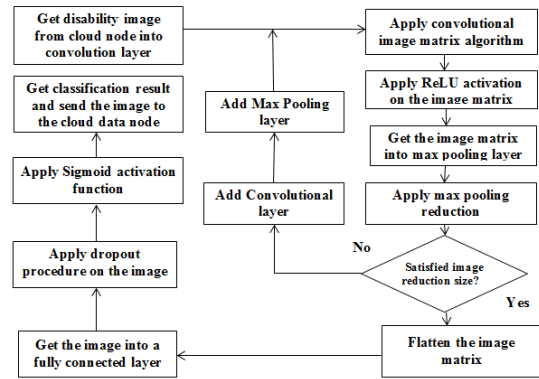 Get disability image
from cloud node into
convolution layer
Apply convolutional
image matrix algorithm
Apply ReLU activation
on the image matrix
Get the image matrix
into max pooling layer
Apply max pooling
reduction
Satisfied image
reduction size?
No
Yes
Add Convolutional
layer
Add Max Pooling
layer
Flatten the image
matrix
Get the image into a
fully connected layer
Apply dropout
procedure on the image
Apply Sigmoid activation
function
Get classification result
and send the image to
the cloud data node